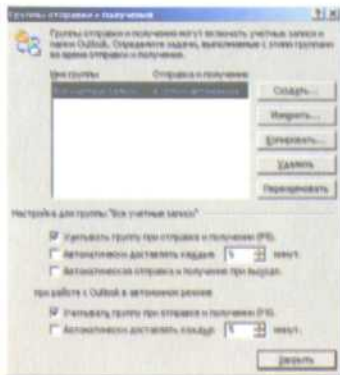 Группы отправки и получения
Группы отправки и получения могут включать учетные записи и
папки Outlook. Определите задачи, выполняемые с этими группами
во время отправки и получения.
Имя группы Отправка и получение
Все учетные записи
Создать...
Изменить...
Копировать...
Удалить
Переименовать
Настройка для группы "Все учетные записи"
Учитывать группу при отправке и получении (F9).
Автоматически доставлять каждые 5 минут.
Автоматическая отправка и получение при выходе.
при работе с Outlook в автономном режиме
Учитывать группу при отправке и получении (F9).
Автоматически доставлять каждые 5 минут.
Закрыть